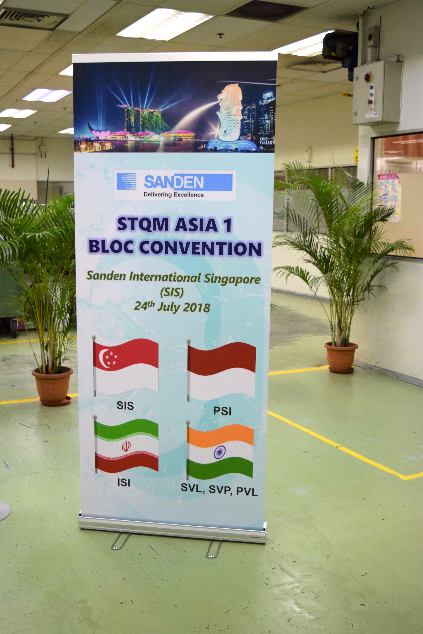 SANDEN
Delivering Excellence
STQM ASIA 1
BLOC CONVENTION
Sanden International Singapore
(SIS)
24th July 2018
SIS
PSI
ISI
SVL, SVP, PVL